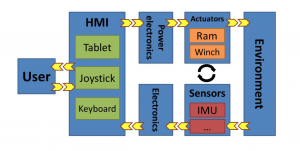 User
HMI
Tablet
Joystick
Keyboard
Power
electronics
Electronics
Actuators
Ram
Winch
Sensors
IMU
...
Environment